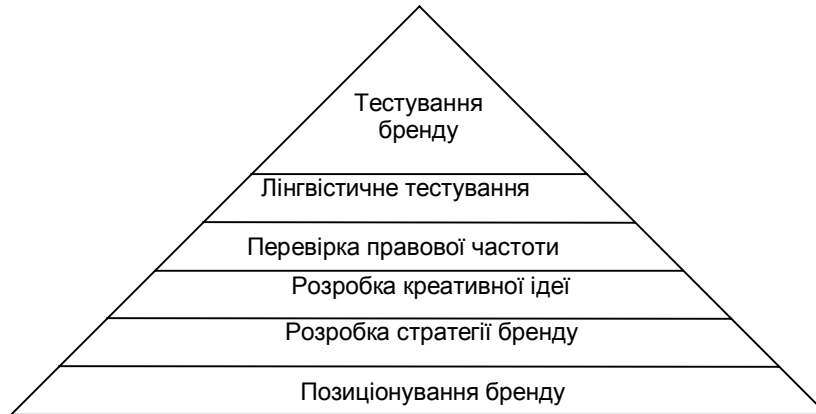 Тестування
бренду
Лінгвістичне тестування
Перевірка правової частоти
Розробка креативної ідеї
Розробка стратегії бренду
Позиціонування бренду